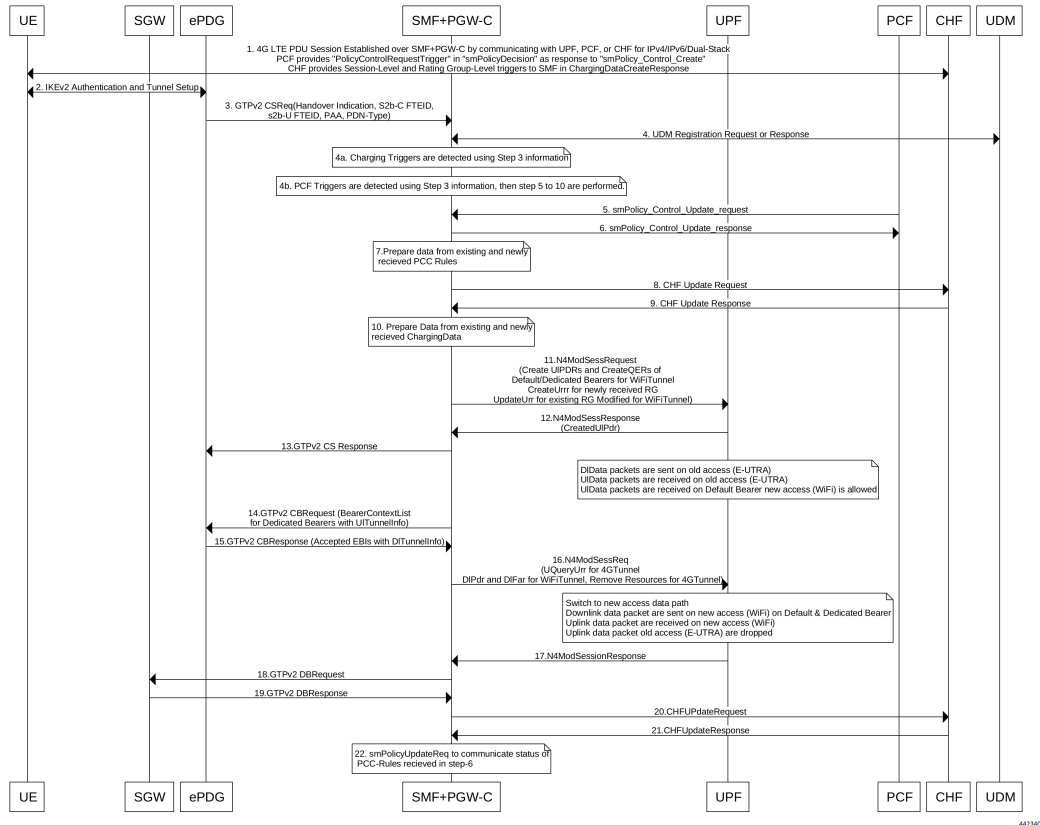 UE SGW ePDG SMF+PGW-C UPF PCF CHF UDM
1. 4G LTE PDU Session Established over SMF+PGW-C by communicating with UPF, PCF, or CHF for IPv4/IPv6/Dual-Stack
PCF provides "PolicyControlRequestTrigger" in "smPolicyDecision" as response to "smPolicy_Control_Create"
CHF provides Session-Level and Rating Group-Level triggers to SMF in ChargingDataCreateResponse
2. IKEv2 Authentication and Tunnel Setup
3. GTPv2 CSReq(Handover Indication, S2b-C FTEID,
s2b-U FTEID, PAA, PDN-Type)
4. UDM Registration Request or Response
4a. Charging Triggers are detected using Step 3 information
4b. PCF Triggers are detected using Step 3 information, then step 5 to 10 are performed.
5. smPolicy_Control_Update_request
6. smPolicy_Control_Update_response
7.Prepare data from existing and newly
recieved PCC Rules
8. CHF Update Request
9. CHF Update Response
10. Prepare Data from existing and newly
recieved ChargingData
11.N4ModSessRequest
(Create UlPDRs and CreateQERs of
Default/Dedicated Bearers for WiFiTunnel
CreateUrrr for newly received RG
UpdateUrr for existing RG Modified for WiFiTunnel)
12.N4ModSessResponse
(CreatedUlPdr)
13.GTPv2 CS Response
DlData packets are sent on old access (E-UTRA)
UlData packets are received on old access (E-UTRA)
UlData packets are received on Default Bearer new access (WiFi) is allowed
14.GTPv2 CBRequest (BearerContextList
for Dedicated Bearers with UlTunnelInfo)
15.GTPv2 CBResponse (Accepted EBIs with DlTunnelInfo)
16.N4ModSessReq
(UQueryUrr for 4GTunnel
DlPdr and DlFar for WiFiTunnel, Remove Resources for 4GTunnel)
Switch to new access data path
Downlink data packet are sent on new access (WiFi) on Default & Dedicated Bearer
Uplink data packet are received on new access (WiFi)
Uplink data packet old access (E-UTRA) are dropped
17.N4ModSessionResponse
18.GTPv2 DBRequest
19.GTPv2 DBResponse
20.CHFUPdateRequest
21.CHFUpdateResponse
22. smPolicyUpdateReq to communicate status of
PCC-Rules recieved in step-6
UE SGW ePDG SMF+PGW-C UPF PCF CHF UDM